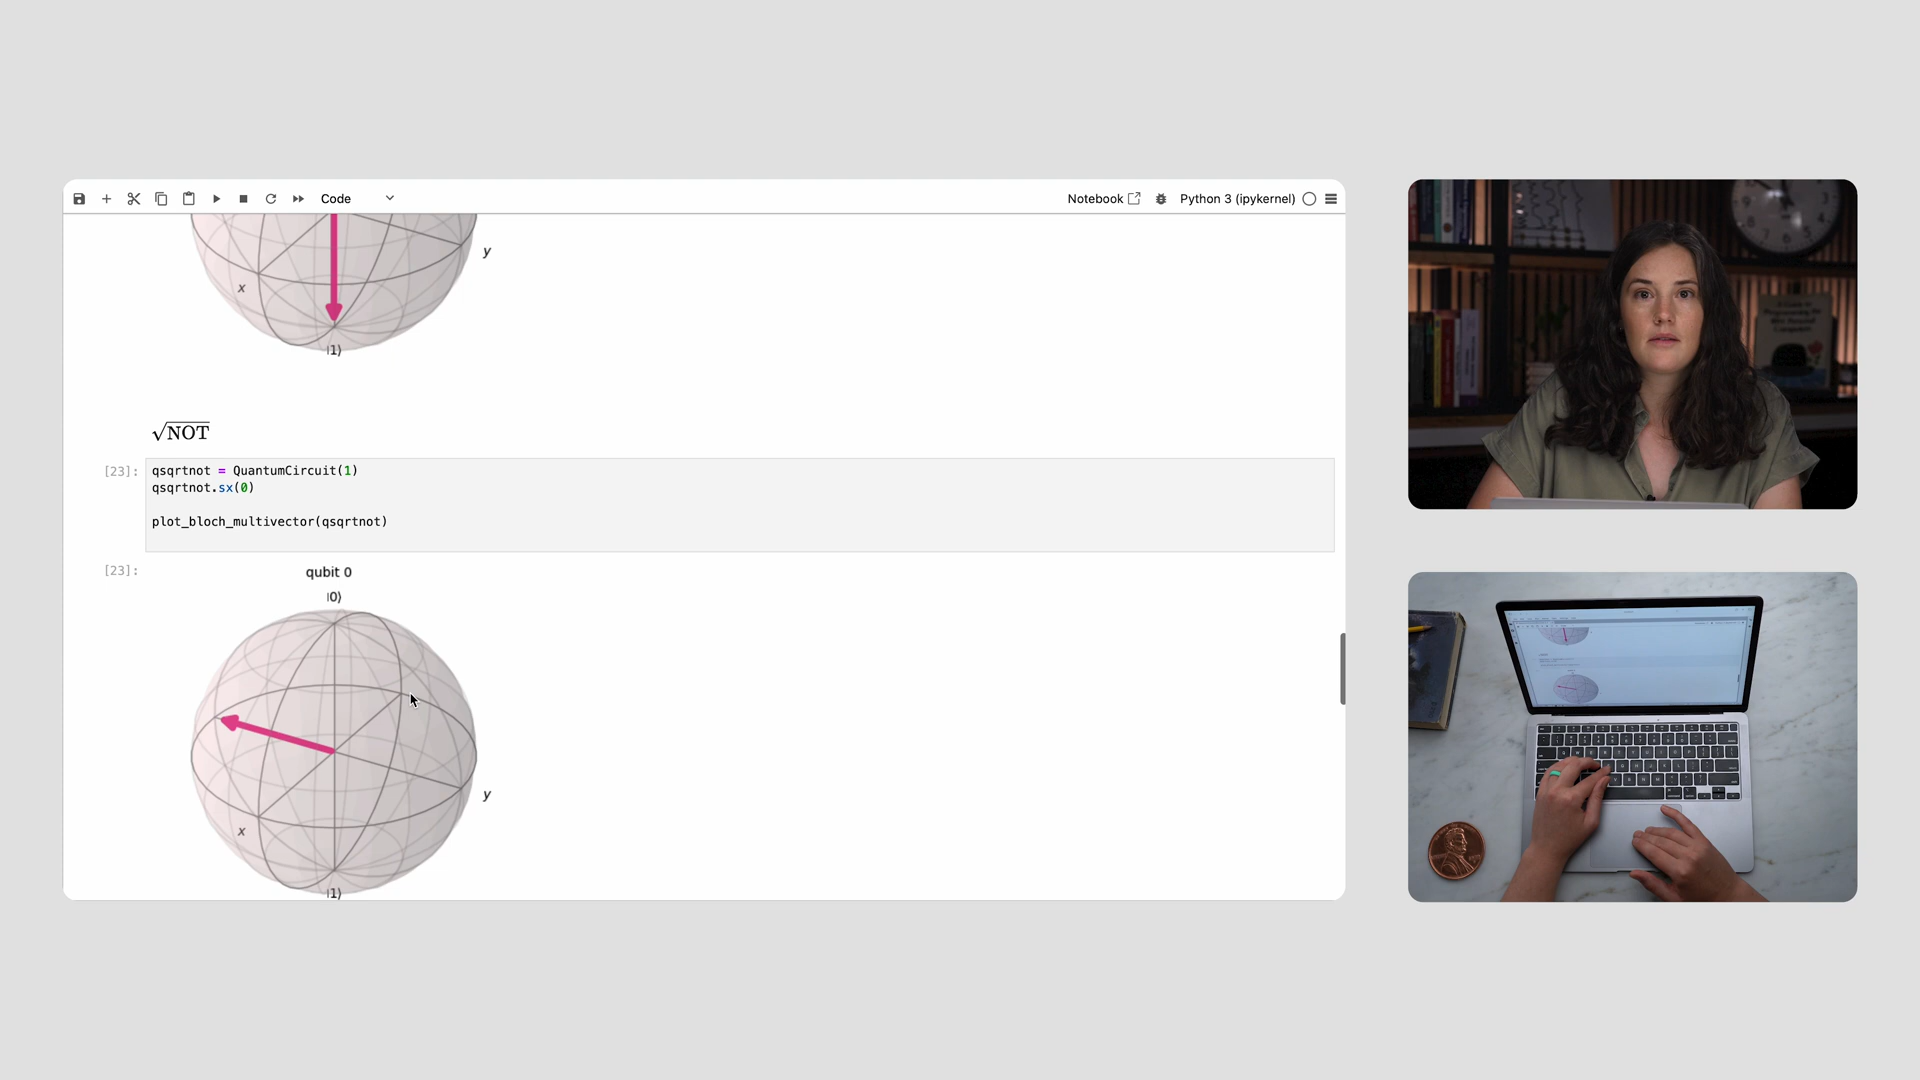 Code
Notebook
Python 3 (ipykernel)
y
x
|1⟩
√NOT
[23]:
qsqrtnot = QuantumCircuit(1)
qsqrtnot.sx(0)
plot_bloch_multivector(qsqrtnot)
[23]:
qubit 0
|0⟩
y
x
|1⟩